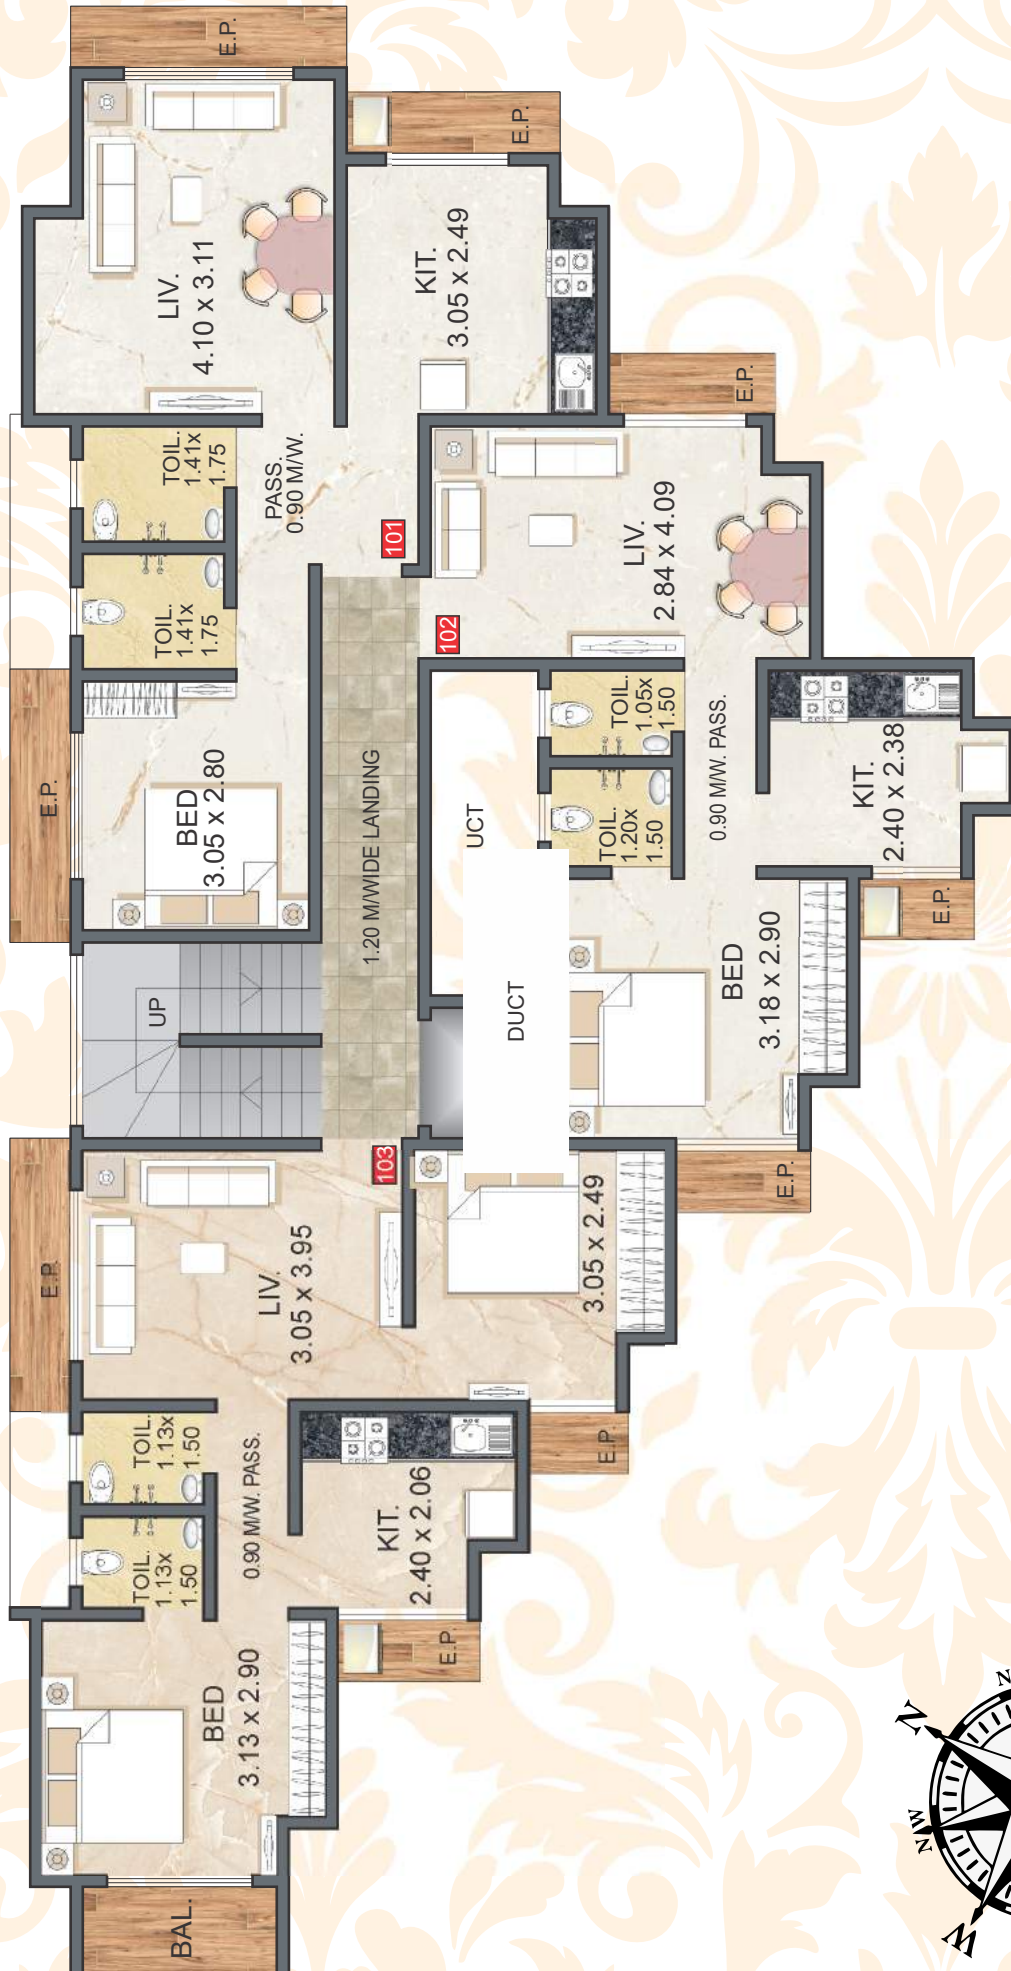 E.P.
E.P.
LIV.
4.10 x 3.11
KIT.
3.05 x 2.49
E.P.
TOIL.
1.41x
1.75
PASS.
0.90 M/W.
101
TOIL.
1.41x
1.75
LIV.
2.84 x 4.09
102
E.P.
BED
3.05 x 2.80
1.20 M/WIDE LANDING
UCT
TOIL.
1.05x
1.50
TOIL.
1.20x
1.50
0.90 M/W. PASS.
KIT.
2.40 x 2.38
E.P.
UP
DUCT
BED
3.18 x 2.90
E.P.
103
E.P.
LIV.
3.05 x 3.95
3.05 x 2.49
E.P.
TOIL.
1.13x
1.50
TOIL.
1.13x
1.50
0.90 M/W. PASS.
KIT.
2.40 x 2.06
E.P.
BED
3.13 x 2.90
BAL.
N
N
NW
W